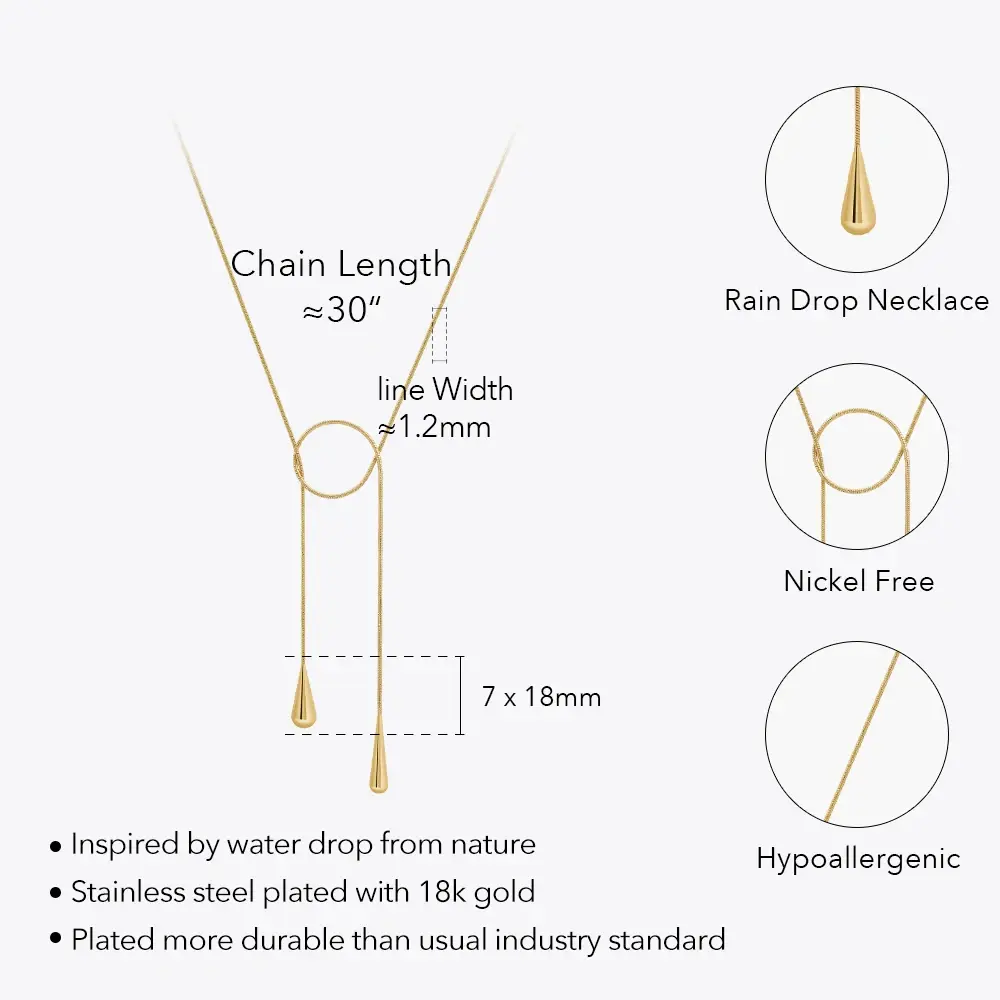 Chain Length
≈30“
line Width
≈1.2mm
7 x 18mm
Rain Drop Necklace
Nickel Free
Hypoallergenic
• Inspired by water drop from nature
• Stainless steel plated with 18k gold
• Plated more durable than usual industry standard